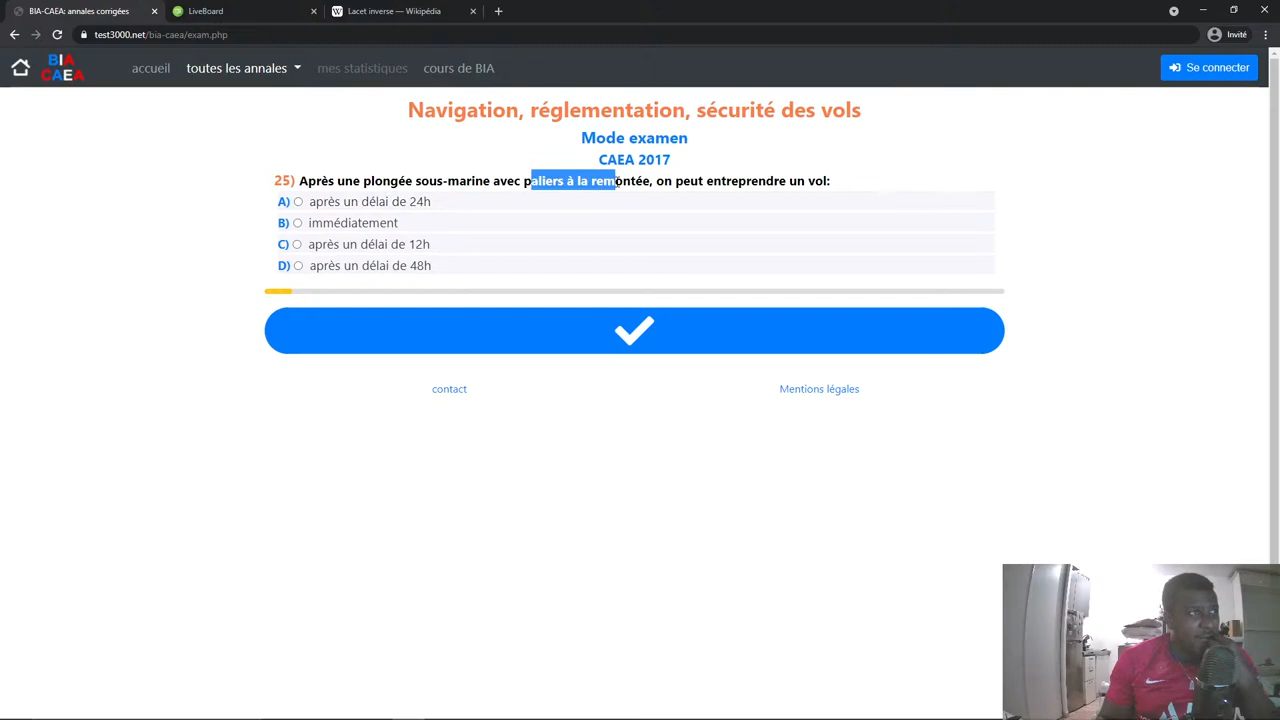 BIA-CAEA: annales corrigées
LiveBoard
Lacet inverse — Wikipédia
test3000.net/bia-caea/exam.php
Invité
BIA
CAEA
accueil
toutes les annales
mes statistiques
cours de BIA
Se connecter
Navigation, réglementation, sécurité des vols
Mode examen
CAEA 2017
25) Après une plongée sous-marine avec paliers à la remontée, on peut entreprendre un vol:
A) après un délai de 24h
B) immédiatement
C) après un délai de 12h
D) après un délai de 48h
contact
Mentions légales